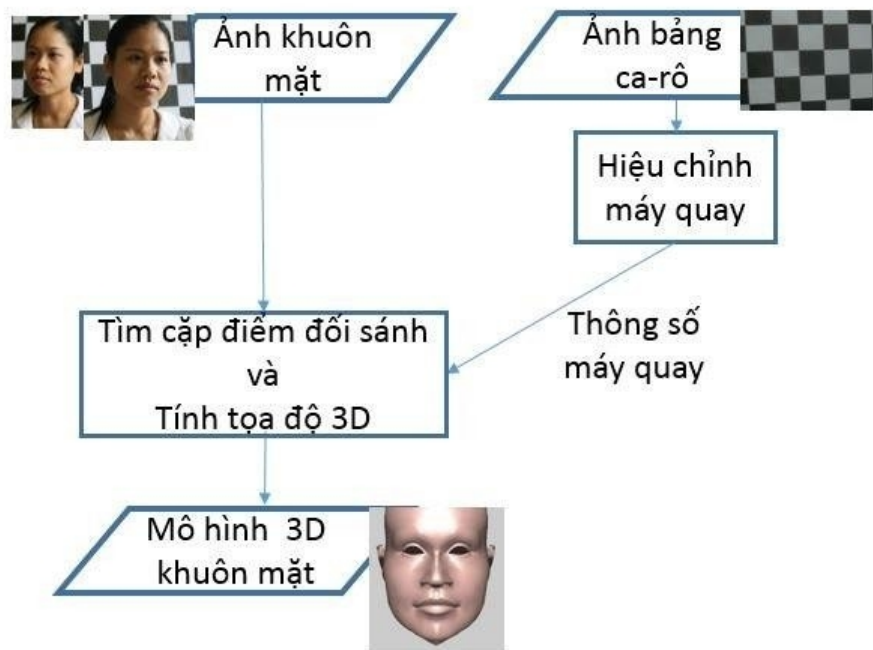 Ảnh khuôn
mặt
Ảnh bảng
ca-rô
Hiệu chỉnh
máy quay
Thông số
máy quay
Tìm cặp điểm đối sánh
và
Tính tọa độ 3D
Mô hình 3D
khuôn mặt